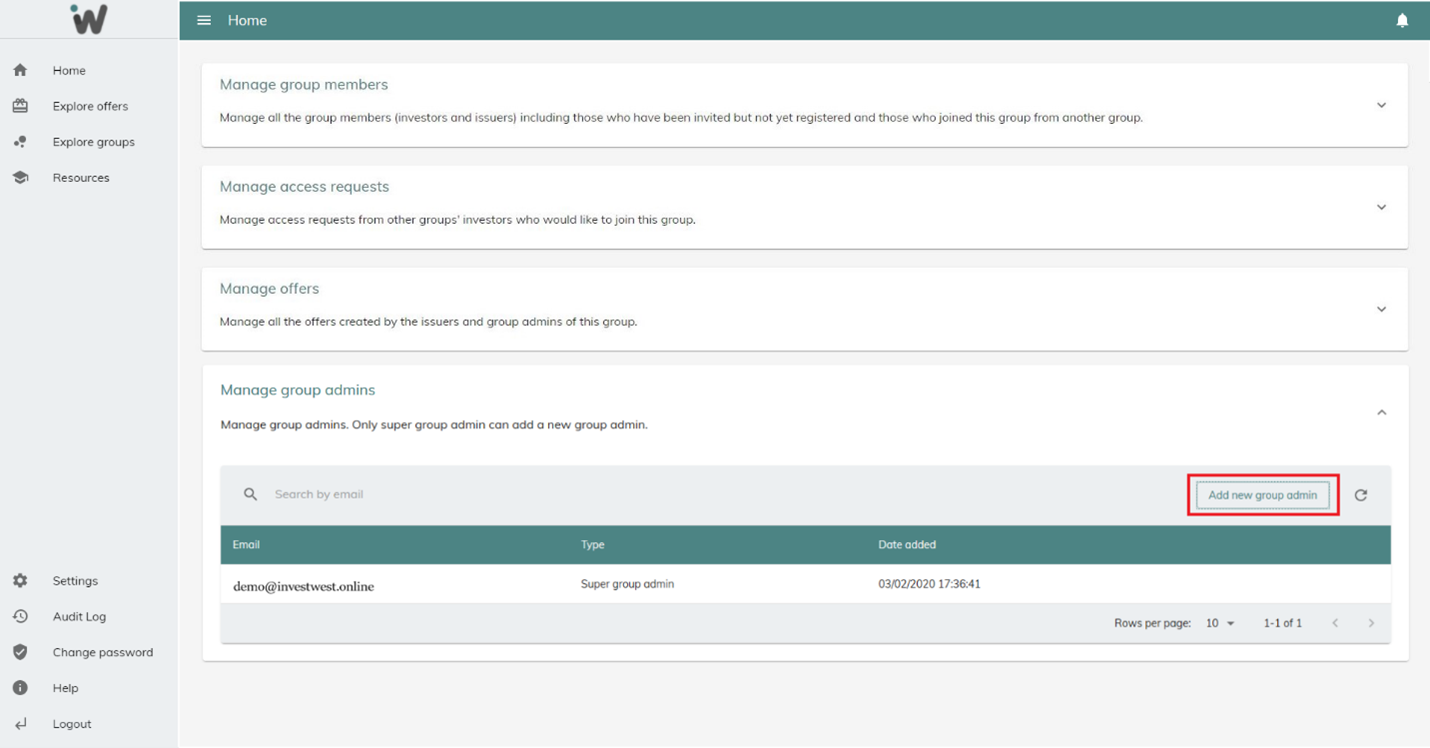 iW
Home
Home
Explore offers
Explore groups
Resources
Settings
Audit Log
Change password
Help
Logout
Manage group members
Manage all the group members (investors and issuers) including those who have been invited but not yet registered and those who joined this group from another group.
Manage access requests
Manage access requests from other groups' investors who would like to join this group.
Manage offers
Manage all the offers created by the issuers and group admins of this group.
Manage group admins
Manage group admins. Only super group admin can add a new group admin.
Search by email Add new group admin
Email Type Date added
demo@investwest.online Super group admin 03/02/2020 17:36:41
Rows per page: 10 1-1 of 1